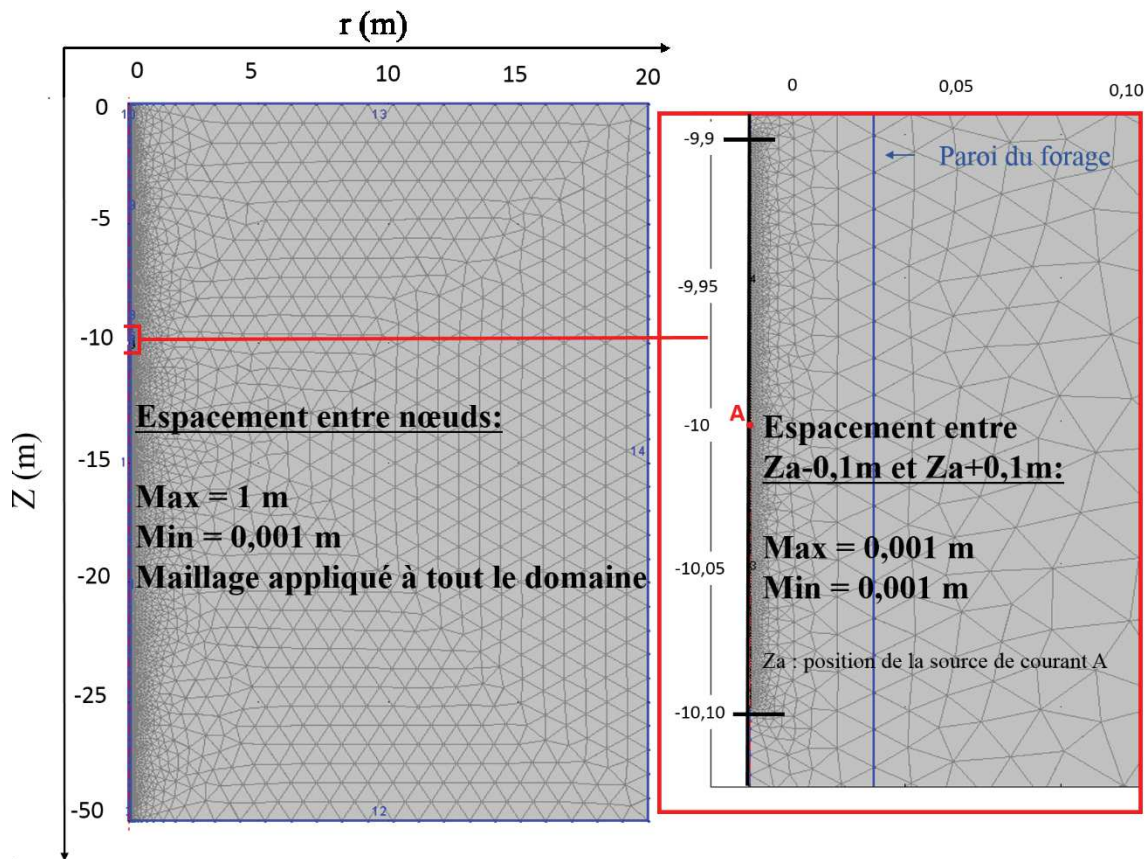 r (m)
0 5 10 15 20
0 0,05 0,10
0
-5
-10
-15
-20
-25
-50
Z (m)
13
14
12
Espacement entre nœuds:
Max = 1 m
Min = 0,001 m
Maillage appliqué à tout le domaine
-9,9
-9,95
-10
-10,05
-10,10
Paroi du forage
4
A
3
Espacement entre
Za-0,1m et Za+0,1m:
Max = 0,001 m
Min = 0,001 m
Za : position de la source de courant A